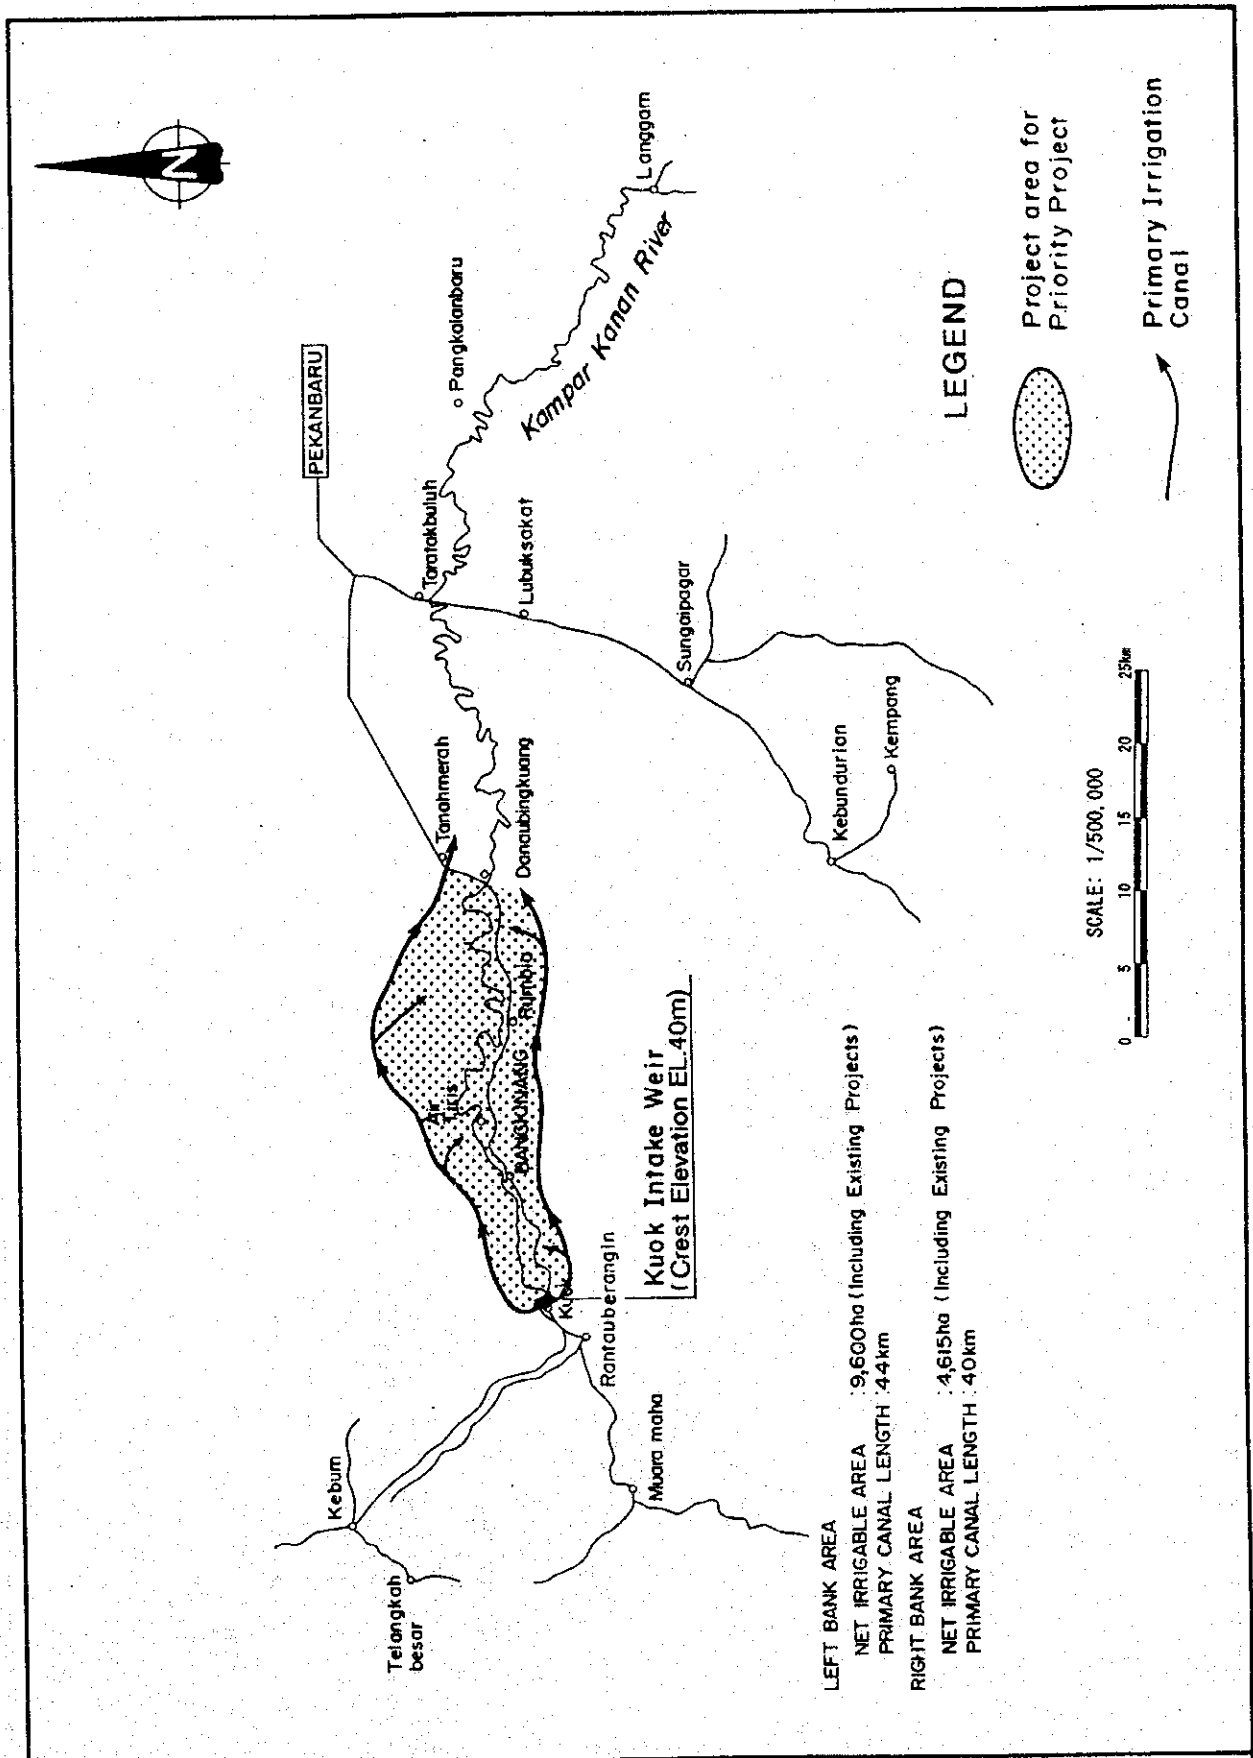 N
PEKANBARU
Pangkalanbaru
Langgam
Kampar Kanan River
Taratakbuluh
Lubuksakat
Sungaipagar
Kebundurian
Kempang
Tanahmerah
Danaubingkuang
Rumbio
Air
Tiris
BANGKINANG
Kuok
Kuok Intake Weir
(Crest Elevation EL.40m)
Rantauberangin
Muara maha
Kebum
Telangkah
besar
LEGEND
Project area for
Priority Project
Primary Irrigation
Canal
SCALE: 1/500,000
0 5 10 15 20 25km
LEFT BANK AREA
NET IRRIGABLE AREA : 9,600ha (Including Existing Projects)
PRIMARY CANAL LENGTH : 44km
RIGHT BANK AREA
NET IRRIGABLE AREA : 4,615ha (Including Existing Projects)
PRIMARY CANAL LENGTH : 40km